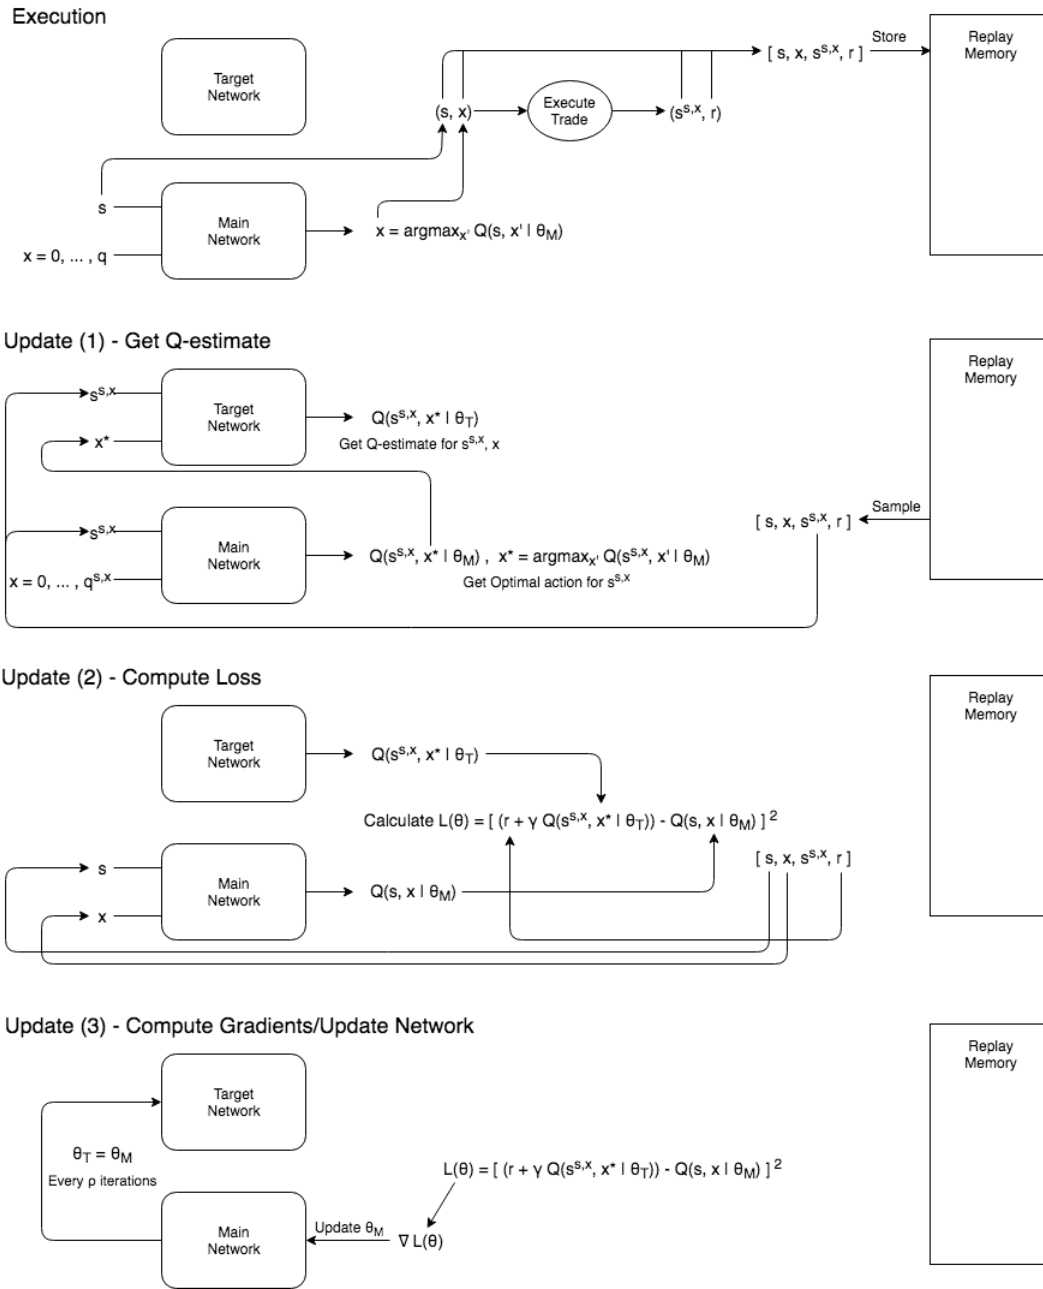 Execution
Target
Network
Replay
Memory
[ s, x, s^{s,x}, r ]
Store
(s, x)
Execute
Trade
(s^{s,x}, r)
s
x = 0, ... , q
Main
Network
x = argmax_{x'} Q(s, x' | θ_M)
Update (1) - Get Q-estimate
s^{s,x}
x*
Target
Network
Q(s^{s,x}, x* | θ_T)
Get Q-estimate for s^{s,x}, x
Replay
Memory
Sample
[ s, x, s^{s,x}, r ]
s^{s,x}
x = 0, ... , q^{s,x}
Main
Network
Q(s^{s,x}, x* | θ_M) , x* = argmax_{x'} Q(s^{s,x}, x' | θ_M)
Get Optimal action for s^{s,x}
Update (2) - Compute Loss
Target
Network
Q(s^{s,x}, x* | θ_T)
Replay
Memory
Calculate L(θ) = [ (r + γ Q(s^{s,x}, x* | θ_T)) - Q(s, x | θ_M) ]^2
s
x
Main
Network
Q(s, x | θ_M)
[ s, x, s^{s,x}, r ]
Update (3) - Compute Gradients/Update Network
Target
Network
Replay
Memory
θ_T = θ_M
Every ρ iterations
L(θ) = [ (r + γ Q(s^{s,x}, x* | θ_T)) - Q(s, x | θ_M) ]^2
Main
Network
Update θ_M
∇ L(θ)